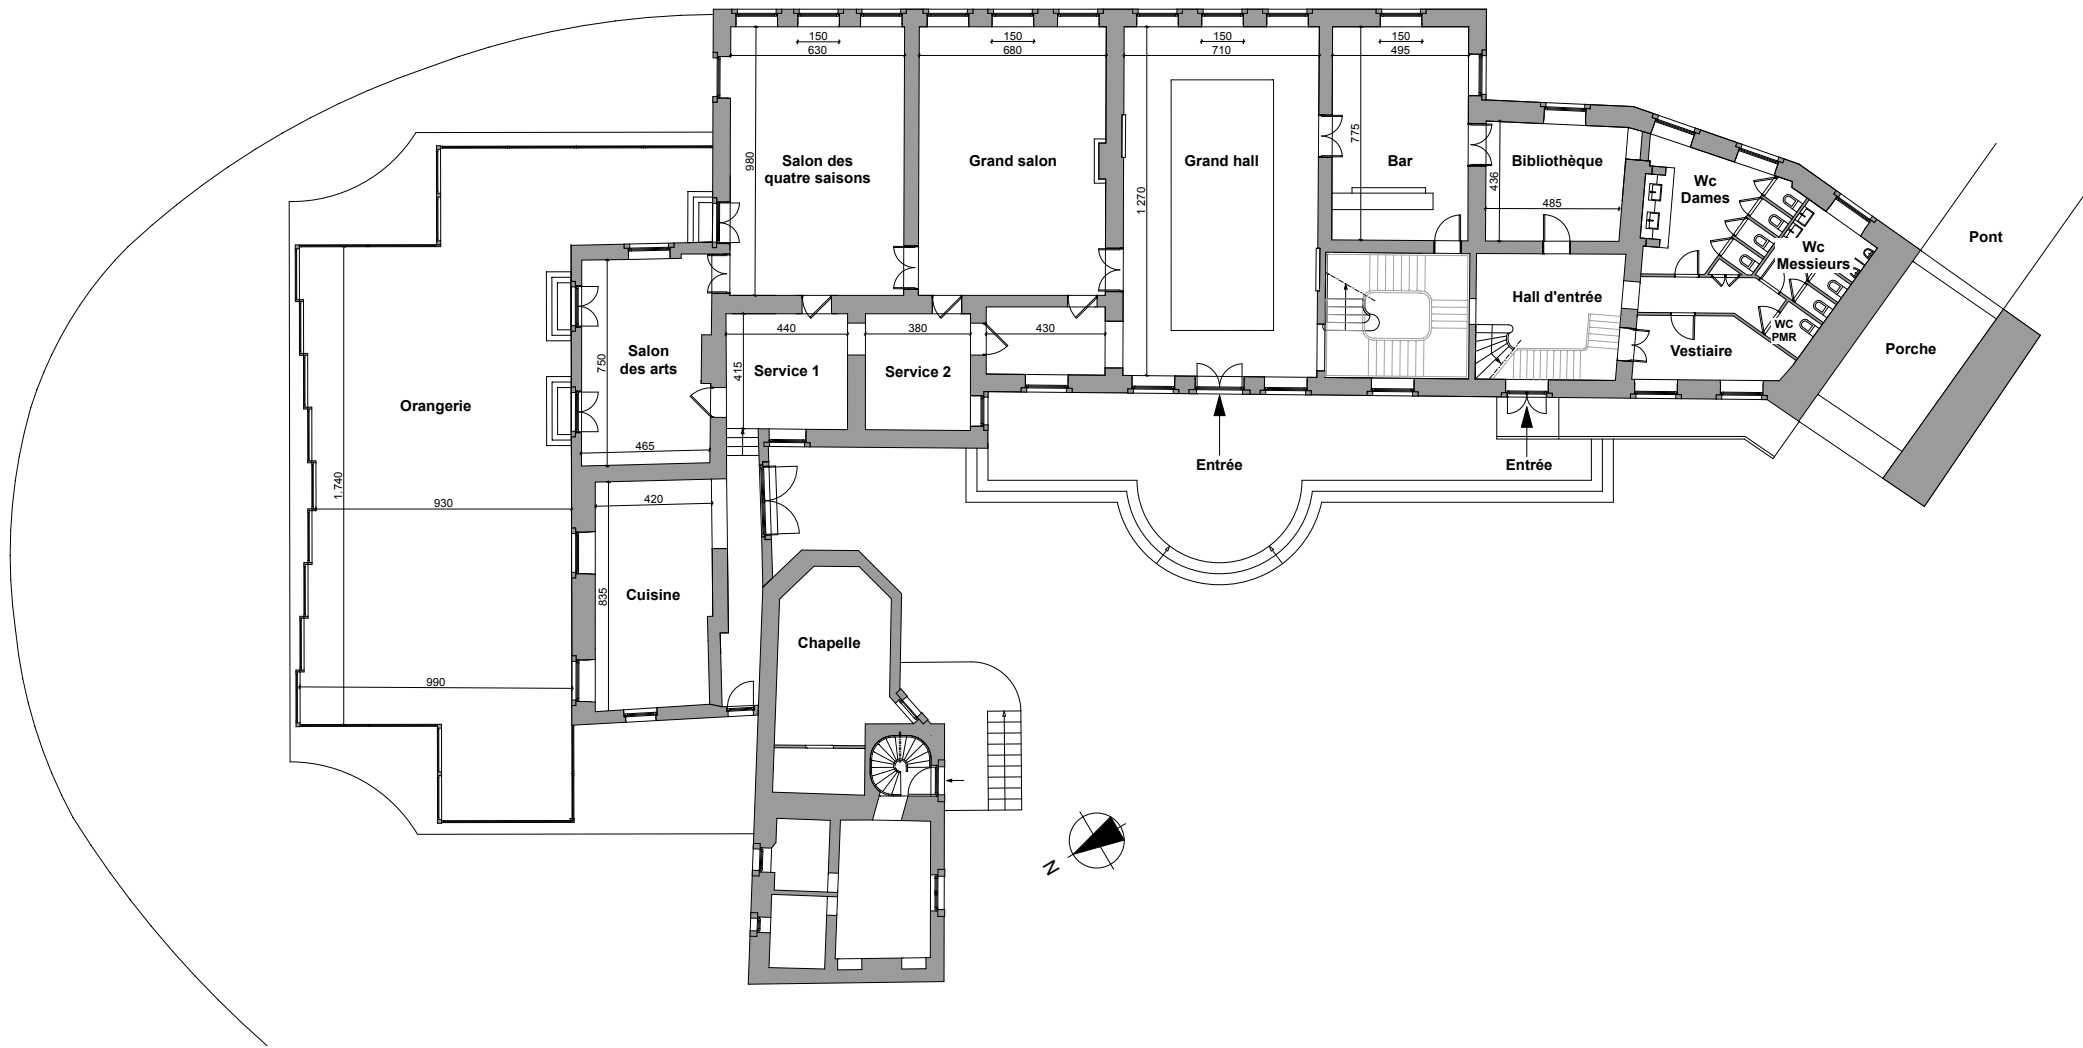 150
630
150
680
150
710
150
495
980
Salon des
quatre saisons
Grand salon
1 270
Grand hall
775
Bar
436
Bibliothèque
485
Wc
Dames
Wc
Messieurs
Pont
Hall d'entrée
440
380
430
WC
PMR
Vestiaire
Porche
750
Salon
des arts
415
Service 1
Service 2
Orangerie
465
Entrée
Entrée
1.740
930
420
835
Cuisine
Chapelle
990
N